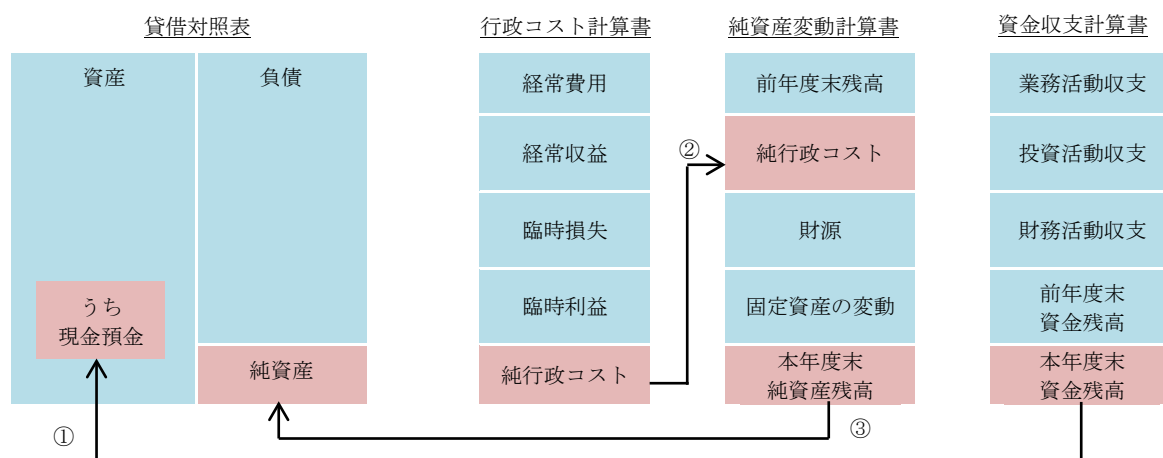 貸借対照表
資産
負債
うち
現金預金
純資産
①
行政コスト計算書
経常費用
経常収益
臨時損失
臨時利益
純行政コスト
②
純資産変動計算書
前年度末残高
純行政コスト
財源
固定資産の変動
本年度末
純資産残高
③
資金収支計算書
業務活動収支
投資活動収支
財務活動収支
前年度末
資金残高
本年度末
資金残高